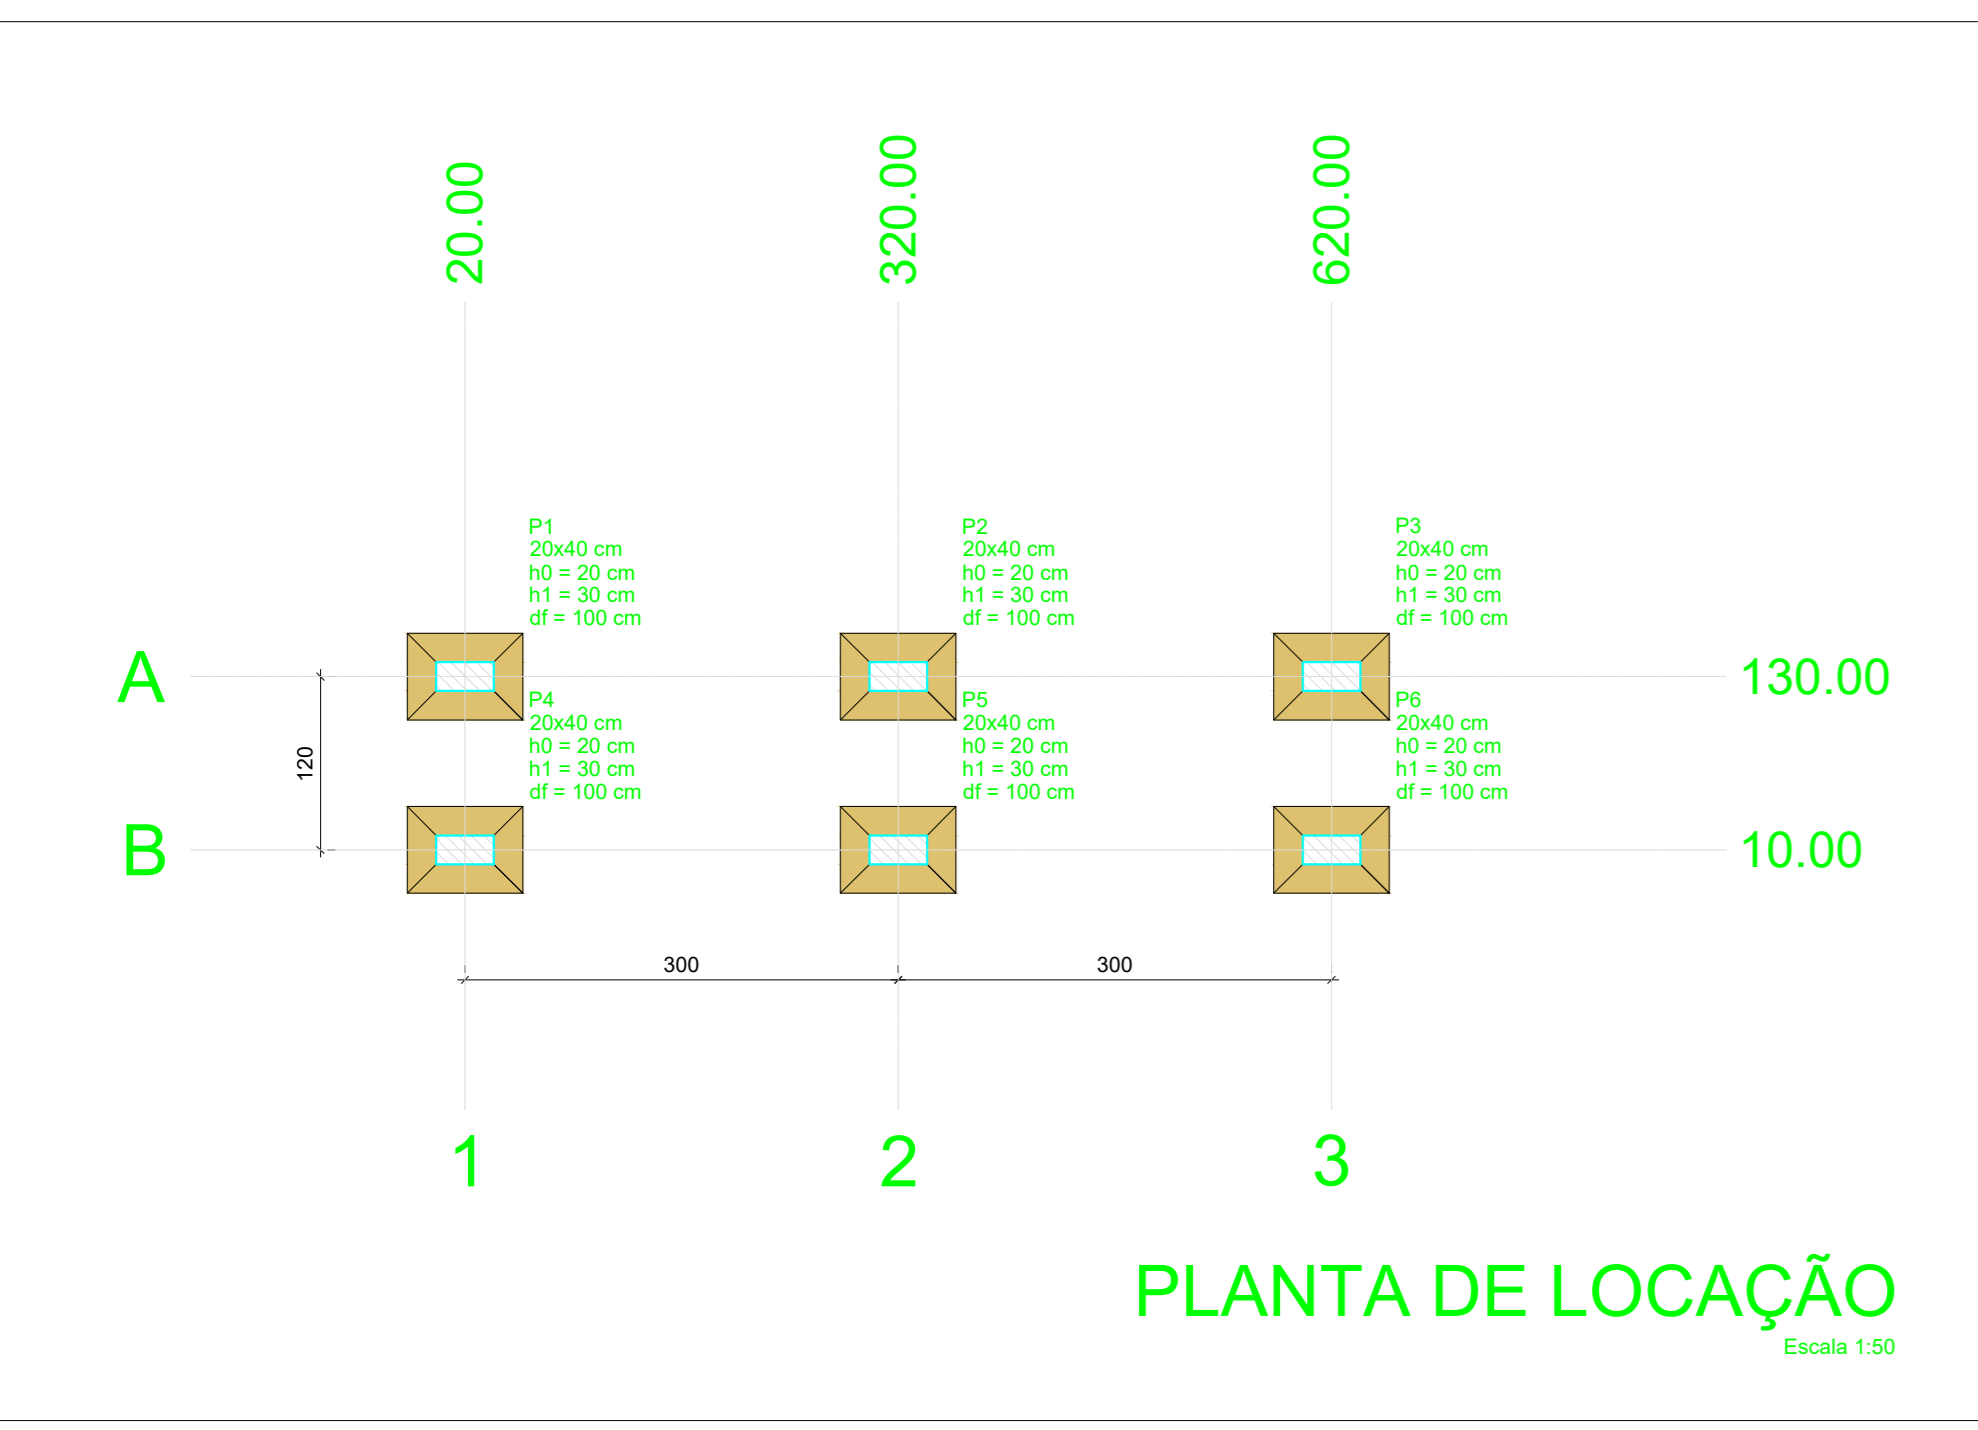 20.00
320.00
620.00
P1
20x40 cm
h0 = 20 cm
h1 = 30 cm
df = 100 cm
P2
20x40 cm
h0 = 20 cm
h1 = 30 cm
df = 100 cm
P3
20x40 cm
h0 = 20 cm
h1 = 30 cm
df = 100 cm
A
130.00
P4
20x40 cm
h0 = 20 cm
h1 = 30 cm
df = 100 cm
P5
20x40 cm
h0 = 20 cm
h1 = 30 cm
df = 100 cm
P6
20x40 cm
h0 = 20 cm
h1 = 30 cm
df = 100 cm
120
B
10.00
300
300
1
2
3
PLANTA DE LOCAÇÃO
Escala 1:50